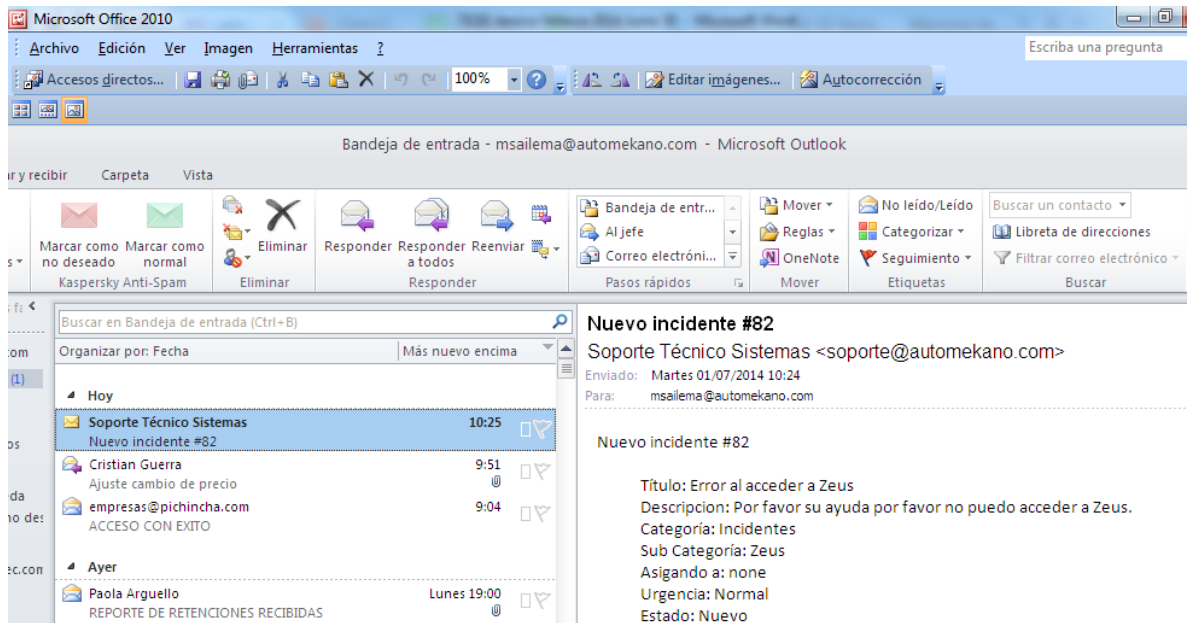 Microsoft Office 2010
Archivo Edición Ver Imagen Herramientas ?
Escriba una pregunta
Accesos directos... 100% Editar imágenes... Autocorrección
Bandeja de entrada - msailema@automekano.com - Microsoft Outlook
ar y recibir Carpeta Vista
Marcar como no deseado
Marcar como normal
Kaspersky Anti-Spam
Eliminar
Eliminar
Responder
Responder a todos
Reenviar
Responder
Bandeja de entr...
Al jefe
Correo electróni...
Pasos rápidos
Mover
Reglas
OneNote
Mover
No leído/Leído
Categorizar
Seguimiento
Etiquetas
Buscar un contacto
Libreta de direcciones
Filtrar correo electrónico
Buscar
(1)
Buscar en Bandeja de entrada (Ctrl+B)
Organizar por: Fecha Más nuevo encima
Hoy
Soporte Técnico Sistemas 10:25
Nuevo incidente #82
Cristian Guerra 9:51
Ajuste cambio de precio
empresas@pichincha.com 9:04
ACCESO CON EXITO
Ayer
Paola Arguello Lunes 19:00
REPORTE DE RETENCIONES RECIBIDAS
Nuevo incidente #82
Soporte Técnico Sistemas <soporte@automekano.com>
Enviado: Martes 01/07/2014 10:24
Para: msailema@automekano.com
Nuevo incidente #82
Título: Error al acceder a Zeus
Descripcion: Por favor su ayuda por favor no puedo acceder a Zeus.
Categoría: Incidentes
Sub Categoría: Zeus
Asigando a: none
Urgencia: Normal
Estado: Nuevo